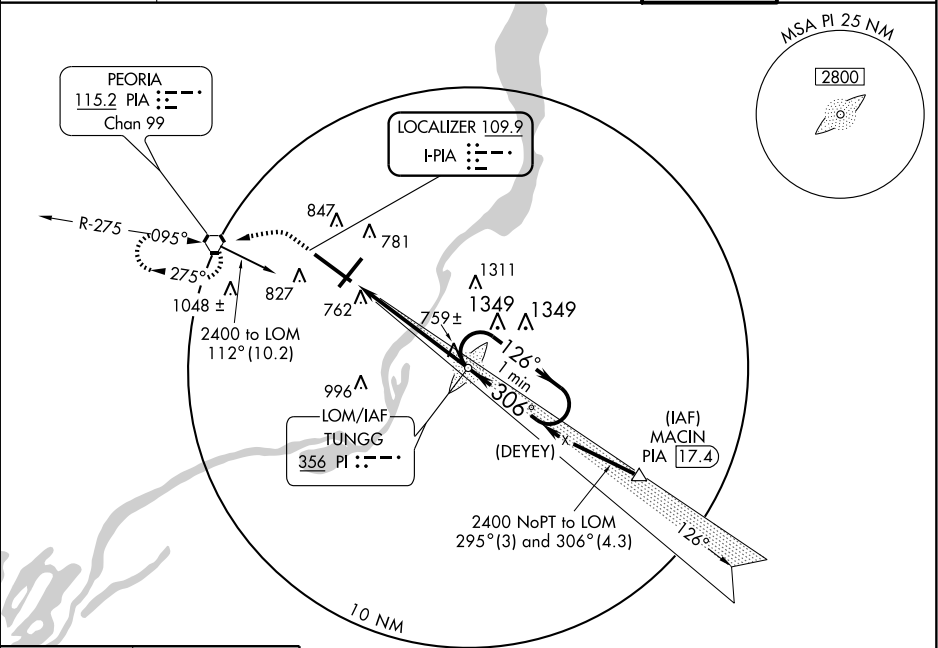 MSA PI 25 NM
2800
PEORIA
115.2 PIA
Chan 99
LOCALIZER 109.9
I-PIA
R-275
095°
275°
847
781
1048 ±
827
762
2400 to LOM
112° (10.2)
1311
1349
1349
759±
126°
1 min
306°
996
LOM/IAF
TUNGG
356 PI
(DEYEY)
x
(IAF)
MACIN
PIA 17.4
2400 NoPT to LOM
295° (3) and 306° (4.3)
126°
10 NM